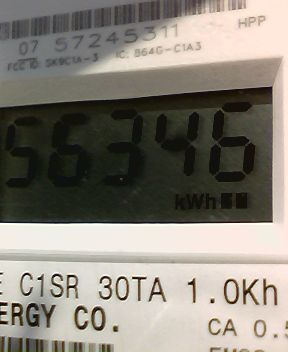 07 57245311 HPP
FCC ID SK9C1A-3 IC: 864G-C1A3
56346
kWh
E C1SR 30TA 1.0Kh
ERGY CO.
CA 0.5